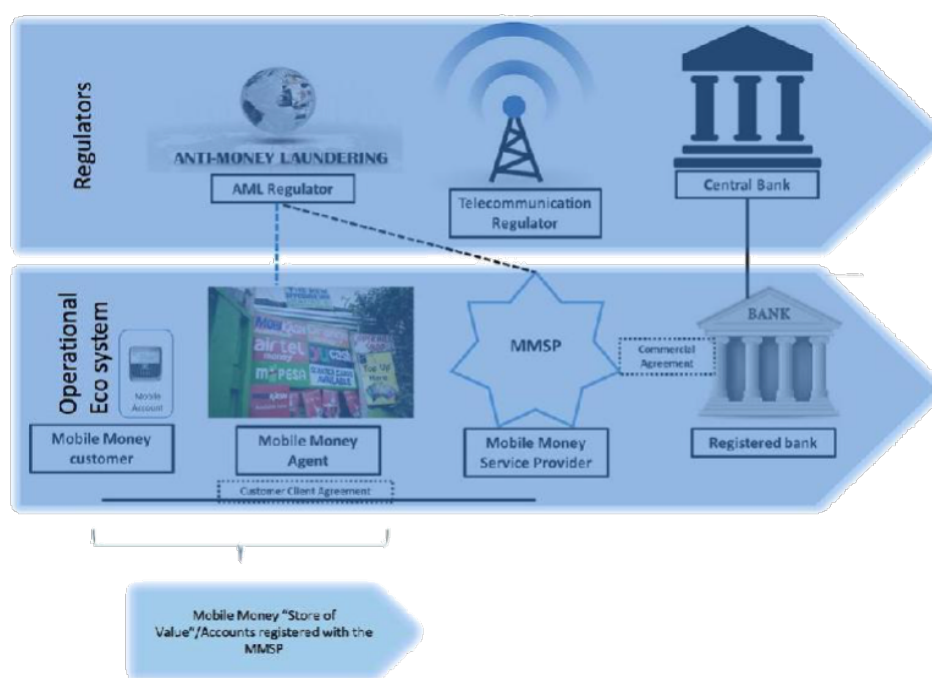 Regulators
ANTI-MONEY LAUNDERING
AML Regulator
Telecommunication
Regulator
Central Bank
Operational
Eco system
Mobile
Account
Mobile Money
customer
airtel
money
m-PESA
cash
Mobile Money
Agent
Customer Client Agreement
MMSP
Mobile Money
Service Provider
Commercial
Agreement
BANK
Registered bank
Mobile Money “Store of
Value”/Accounts registered with the
MMSP